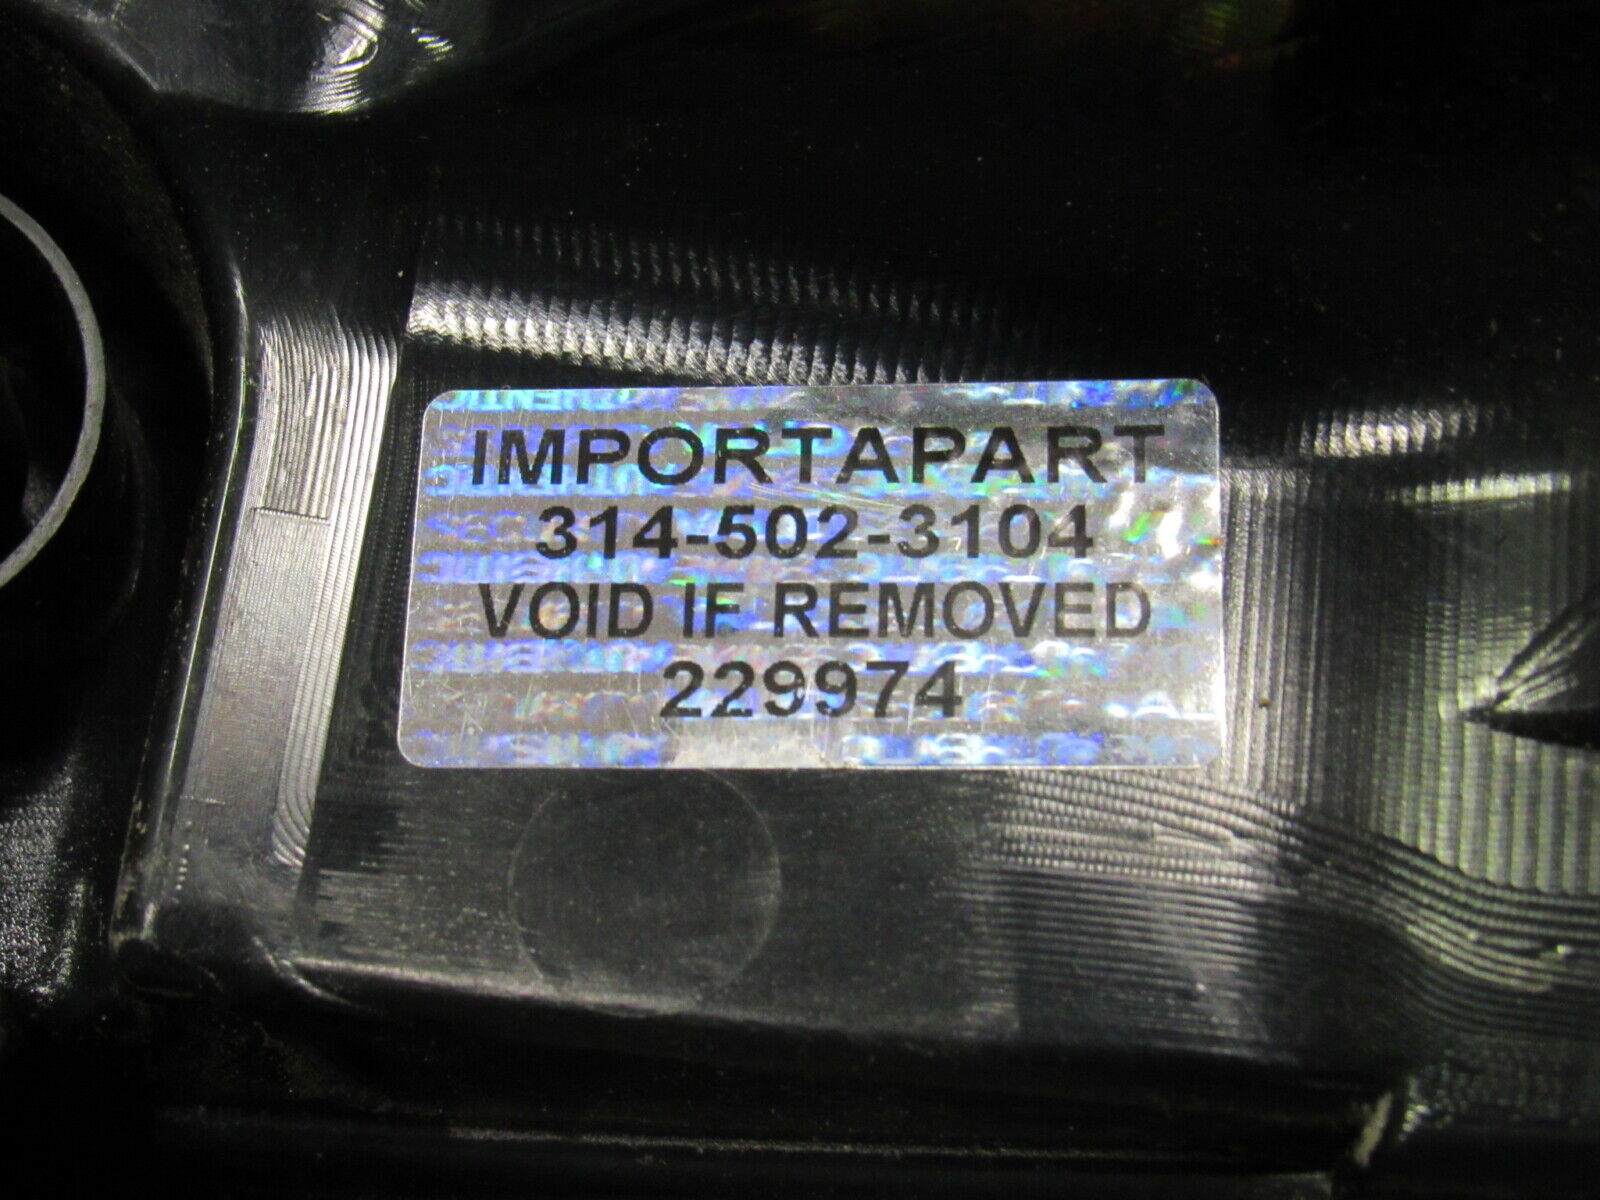 IMPORTAPART
314-502-3104
VOID IF REMOVED
229974